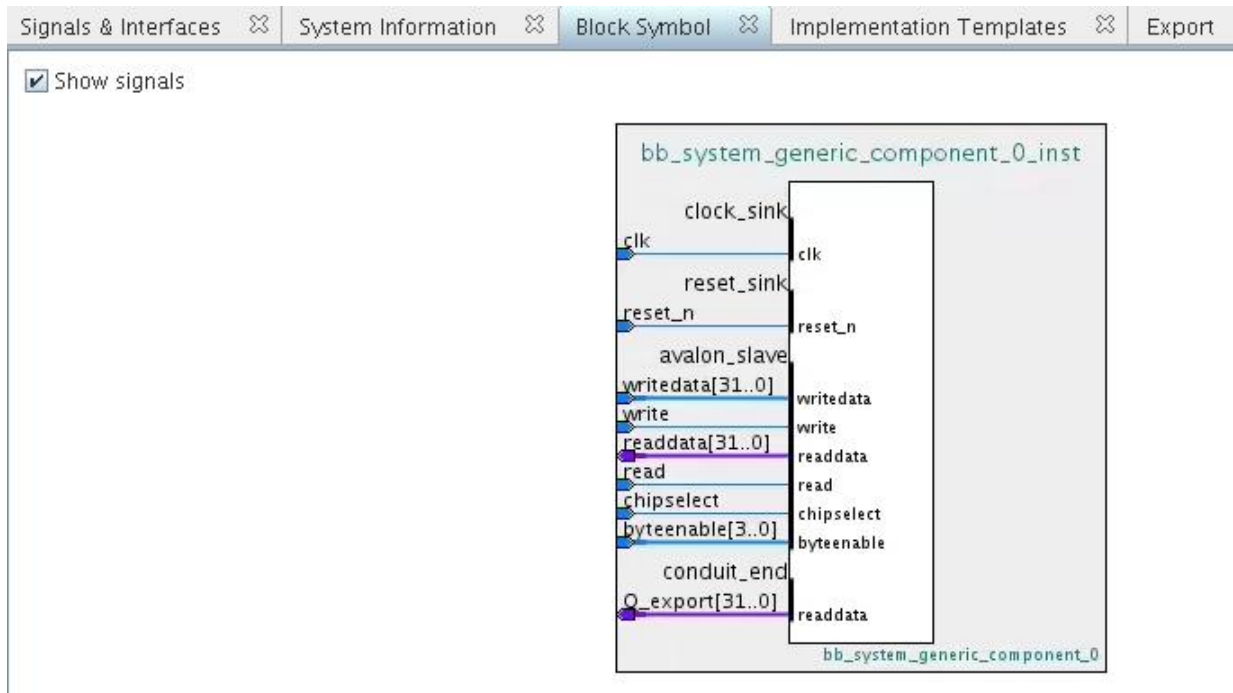 Signals & Interfaces System Information Block Symbol Implementation Templates Export
Show signals
bb_system_generic_component_0_inst
clock_sink
clk
clk
reset_sink
reset_n
reset_n
avalon_slave
writedata[31..0]
writedata
write
write
readdata[31..0]
readdata
read
read
chipselect
chipselect
byteenable[3..0]
byteenable
conduit_end
Q_export[31..0]
readdata
bb_system_generic_component_0